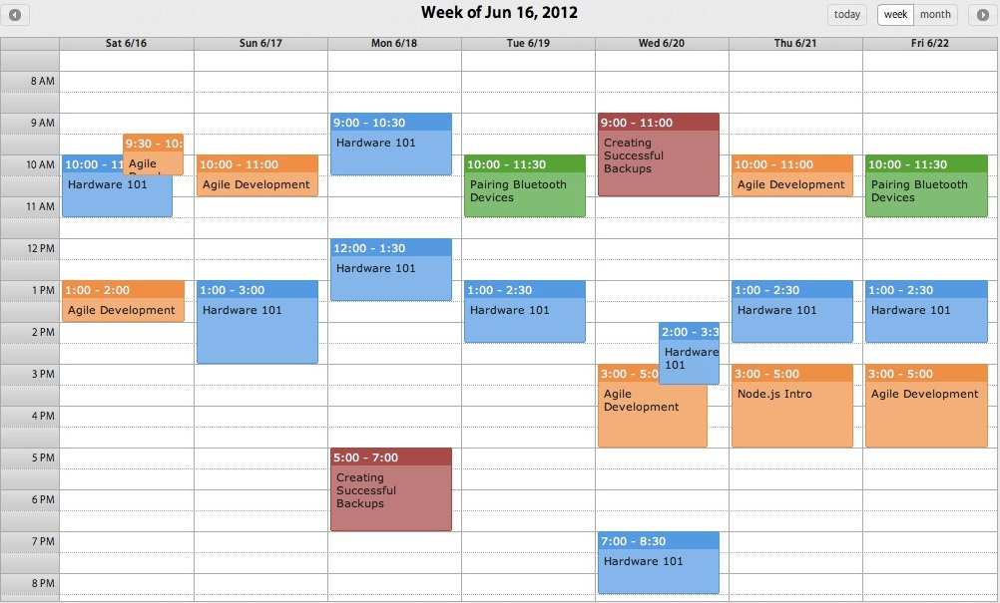 Week of Jun 16, 2012
today
week
month
Sat 6/16
Sun 6/17
Mon 6/18
Tue 6/19
Wed 6/20
Thu 6/21
Fri 6/22
8 AM
9 AM
10 AM
11 AM
12 PM
1 PM
2 PM
3 PM
4 PM
5 PM
6 PM
7 PM
8 PM
9:30 - 10:
Agile
10:00 - 11
Hardware 101
1:00 - 2:00
Agile Development
10:00 - 11:00
Agile Development
1:00 - 3:00
Hardware 101
9:00 - 10:30
Hardware 101
12:00 - 1:30
Hardware 101
5:00 - 7:00
Creating
Successful
Backups
10:00 - 11:30
Pairing Bluetooth
Devices
1:00 - 2:30
Hardware 101
9:00 - 11:00
Creating
Successful
Backups
2:00 - 3:3
Hardware
101
3:00 - 5:0
Agile
Development
7:00 - 8:30
Hardware 101
10:00 - 11:00
Agile Development
1:00 - 2:30
Hardware 101
3:00 - 5:00
Node.js Intro
10:00 - 11:30
Pairing Bluetooth
Devices
1:00 - 2:30
Hardware 101
3:00 - 5:00
Agile Development